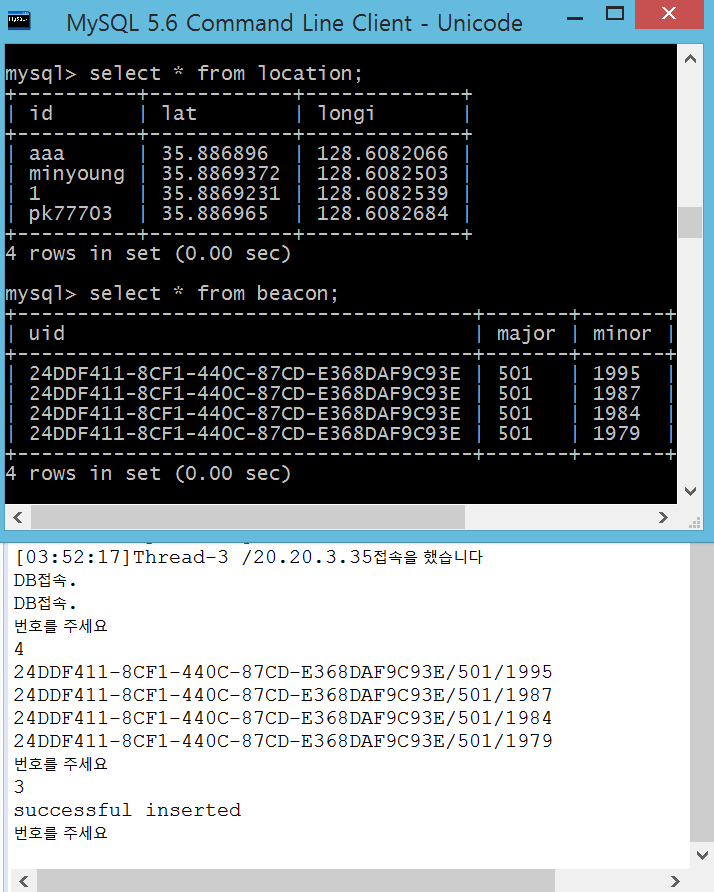 MySQL 5.6 Command Line Client - Unicode
mysql> select * from location;
+----------+------------+-------------+
| id       | lat        | longi       |
+----------+------------+-------------+
| aaa      | 35.886896  | 128.6082066 |
| minyoung | 35.8869372 | 128.6082503 |
| 1        | 35.8869231 | 128.6082539 |
| pk77703  | 35.886965  | 128.6082684 |
+----------+------------+-------------+
4 rows in set (0.00 sec)
mysql> select * from beacon;
+--------------------------------------+-------+-------+
| uid                                  | major | minor |
+--------------------------------------+-------+-------+
| 24DDF411-8CF1-440C-87CD-E368DAF9C93E | 501   | 1995  |
| 24DDF411-8CF1-440C-87CD-E368DAF9C93E | 501   | 1987  |
| 24DDF411-8CF1-440C-87CD-E368DAF9C93E | 501   | 1984  |
| 24DDF411-8CF1-440C-87CD-E368DAF9C93E | 501   | 1979  |
+--------------------------------------+-------+-------+
4 rows in set (0.00 sec)
[03:52:17]Thread-3 /20.20.3.35접속을 했습니다
DB접속.
DB접속.
번호를 주세요
4
24DDF411-8CF1-440C-87CD-E368DAF9C93E/501/1995
24DDF411-8CF1-440C-87CD-E368DAF9C93E/501/1987
24DDF411-8CF1-440C-87CD-E368DAF9C93E/501/1984
24DDF411-8CF1-440C-87CD-E368DAF9C93E/501/1979
번호를 주세요
3
successful inserted
번호를 주세요